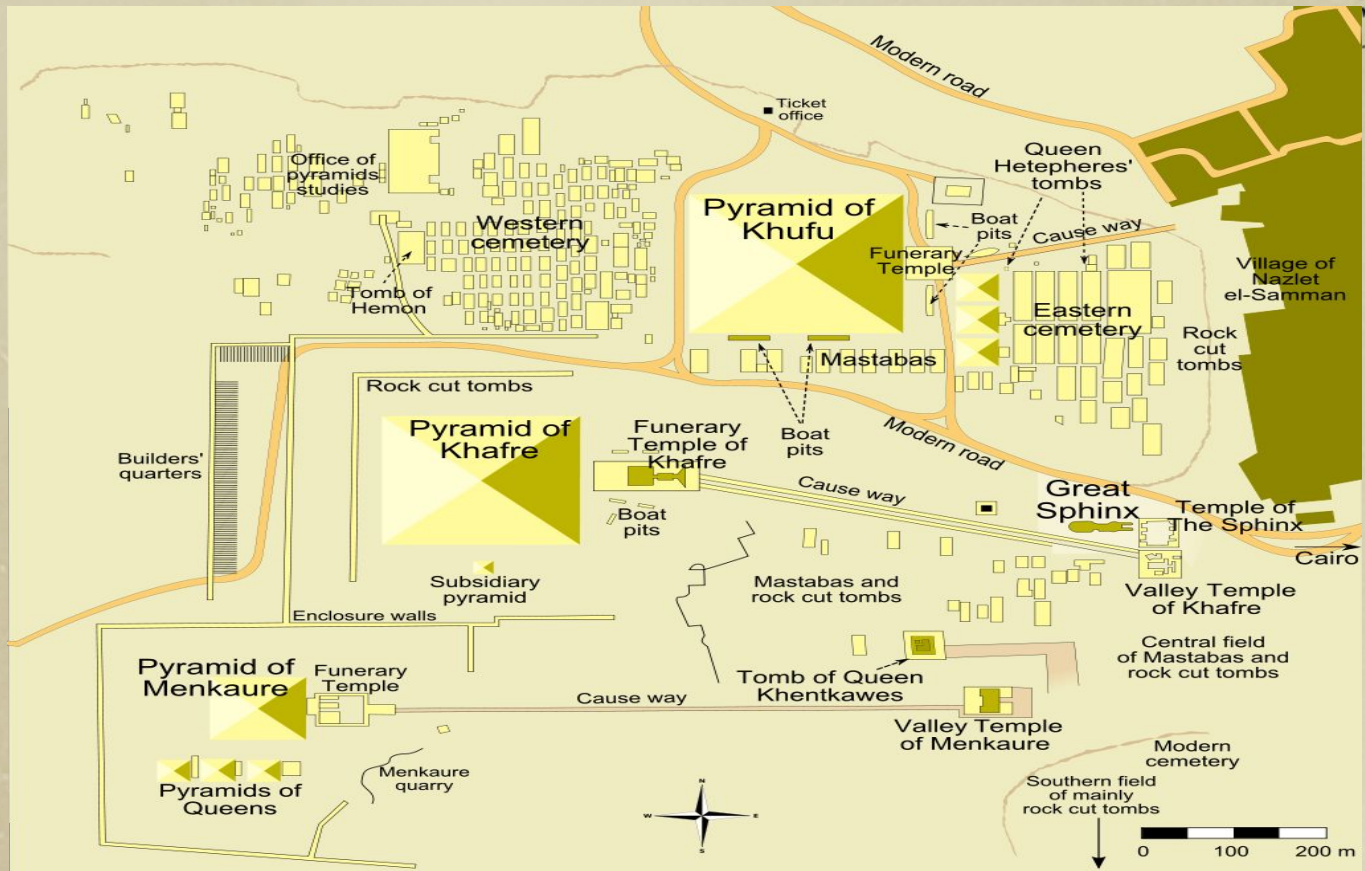 Modern road
Ticket
office
Office of
pyramids
studies
Queen
Hetepheres'
tombs
Western
cemetery
Pyramid of
Khufu
Boat
pits
Cause way
Funerary
Temple
Village of
Nazlet
el-Samman
Tomb of
Hemon
Eastern
cemetery
Rock
cut
tombs
Mastabas
Rock cut tombs
Pyramid of
Khafre
Funerary
Temple of
Khafre
Boat
pits
Modern road
Builders'
quarters
Cause way
Great
Sphinx
Temple of
The Sphinx
Boat
pits
Cairo
Subsidiary
pyramid
Mastabas and
rock cut tombs
Valley Temple
of Khafre
Enclosure walls
Central field
of Mastabas and
rock cut tombs
Pyramid of
Menkaure
Funerary
Temple
Tomb of Queen
Khentkawes
Cause way
Valley Temple
of Menkaure
Modern
cemetery
Menkaure
quarry
Pyramids of
Queens
Southern field
of mainly
rock cut tombs
N
W
E
S
0 100 200 m